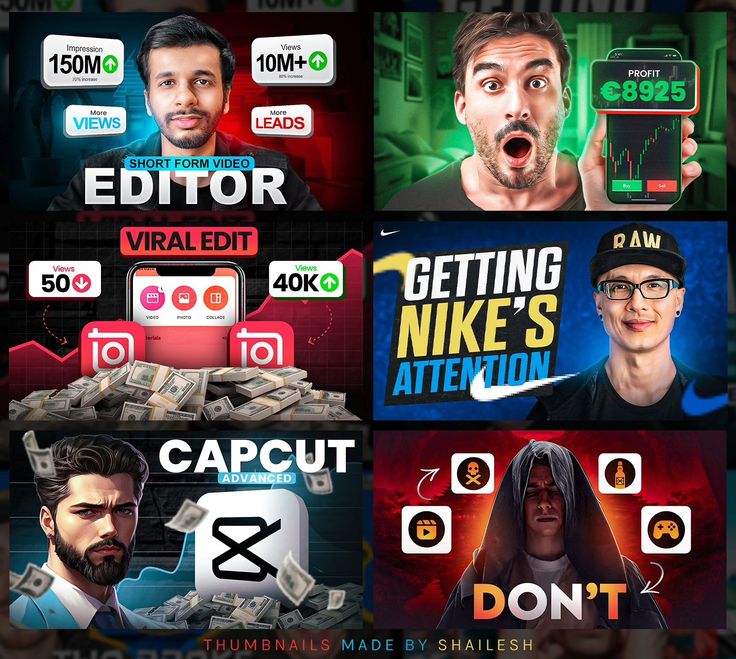 Impression
150M
70% increase
Views
10M+
80% increase
More
VIEWS
More
LEADS
SHORT FORM VIDEO
EDITOR
PROFIT
€8925
Buy
Sell
VIRAL EDIT
Views
50
Views
40K
VIDEO
PHOTO
COLLAGE
RAW
GETTING
NIKE'S
ATTENTION
CAPCUT
ADVANCED
DON'T
THUMBNAILS MADE BY SHAILESH